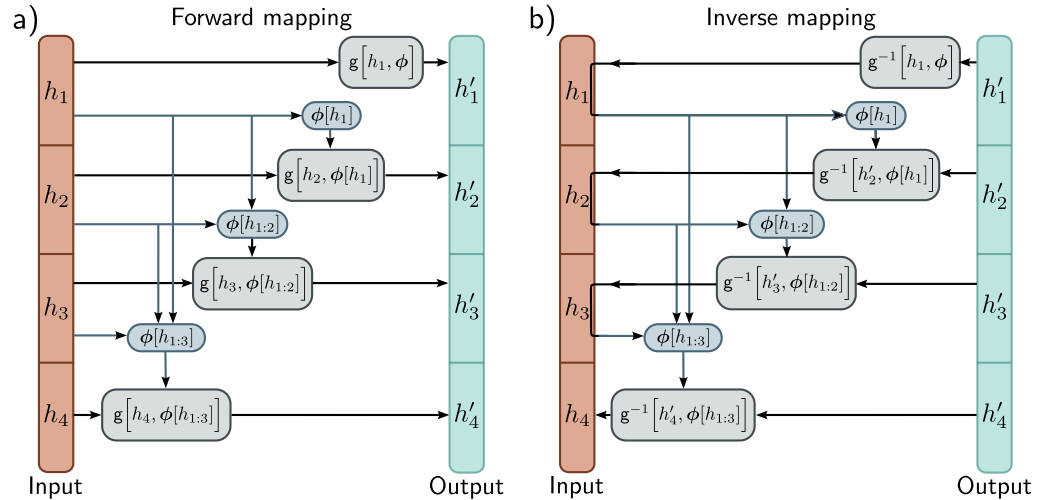 a)
Forward mapping
h₁
g[h₁, ϕ]
h′₁
ϕ[h₁]
g[h₂, ϕ[h₁]]
h₂
h′₂
ϕ[h₁:₂]
g[h₃, ϕ[h₁:₂]]
h₃
h′₃
ϕ[h₁:₃]
h₄
g[h₄, ϕ[h₁:₃]]
h′₄
Input
Output
b)
Inverse mapping
h₁
g⁻¹[h₁, ϕ]
h′₁
ϕ[h₁]
g⁻¹[h′₂, ϕ[h₁]]
h₂
h′₂
ϕ[h₁:₂]
g⁻¹[h′₃, ϕ[h₁:₂]]
h₃
h′₃
ϕ[h₁:₃]
h₄
g⁻¹[h′₄, ϕ[h₁:₃]]
h′₄
Input
Output